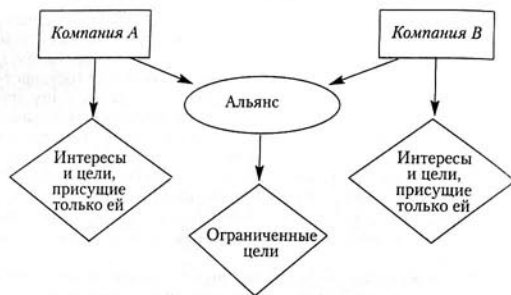 Компания A
Компания B
Альянс
Интересы
и цели,
присущие
только ей
Интересы
и цели,
присущие
только ей
Ограниченные
цели